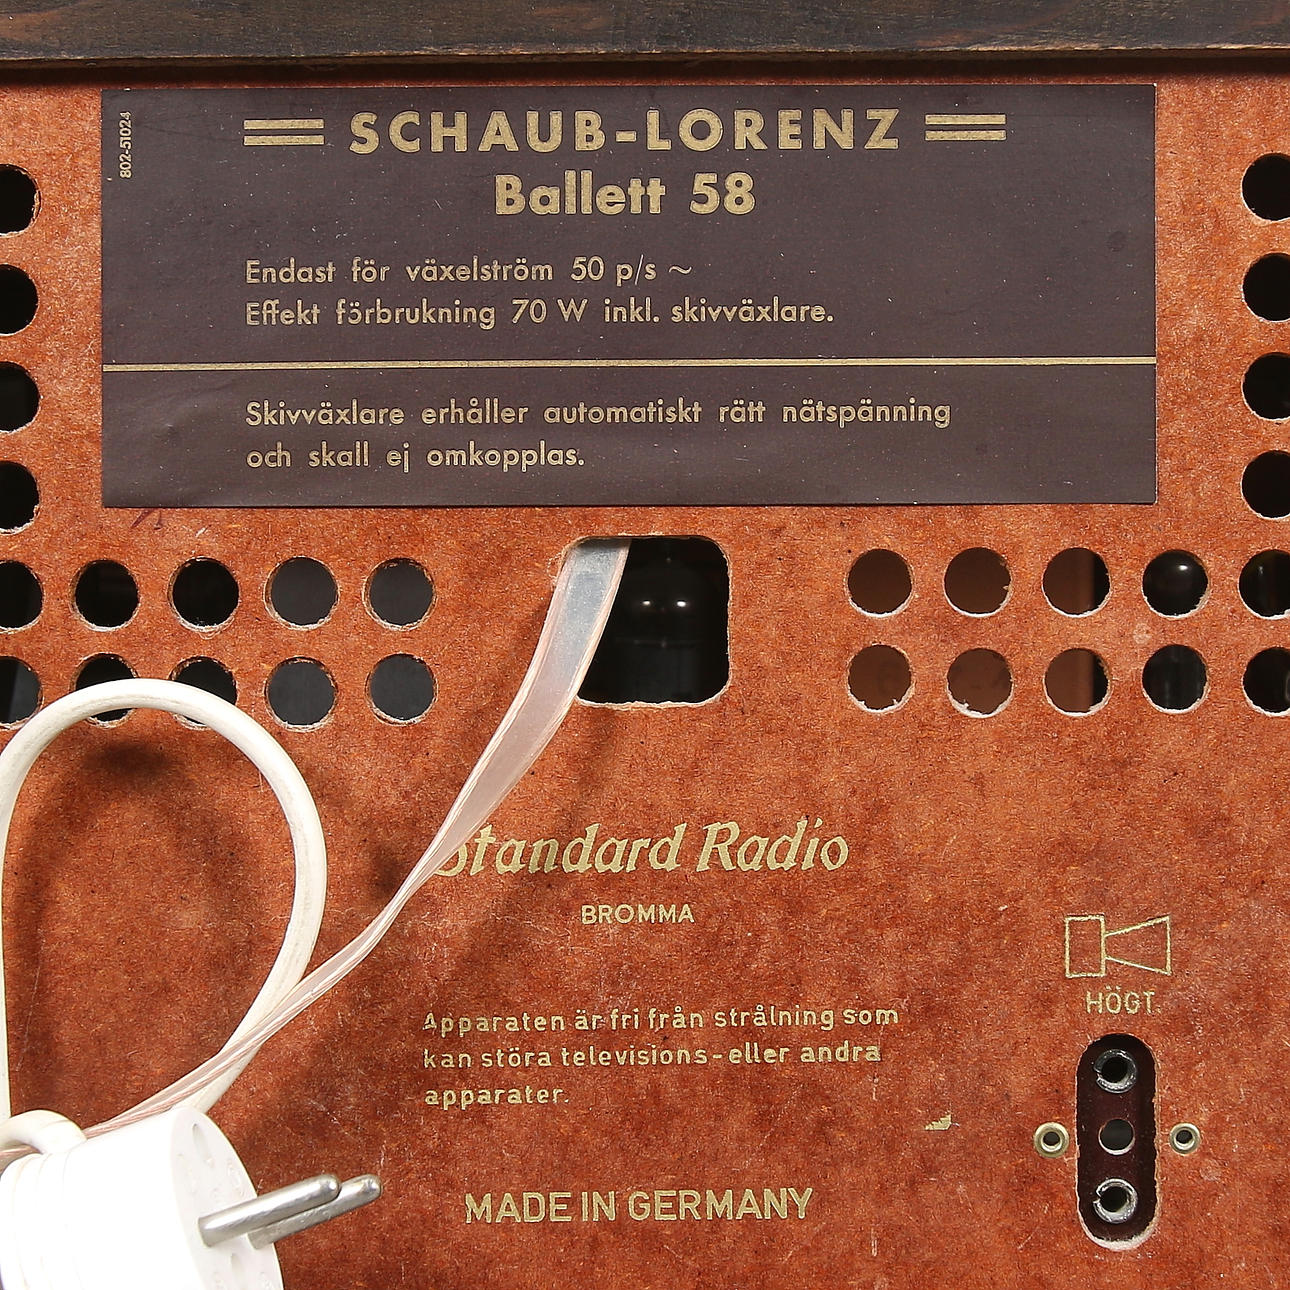 802-51024
SCHAUB-LORENZ
Ballett 58
Endast för växelström 50 p/s ~
Effekt förbrukning 70 W inkl. skivväxlare.
Skivväxlare erhåller automatiskt rätt nätspänning
och skall ej omkopplas.
Standard Radio
BROMMA
HÖGT.
Apparaten är fri från strålning som
kan störa televisions-eller andra
apparater.
MADE IN GERMANY